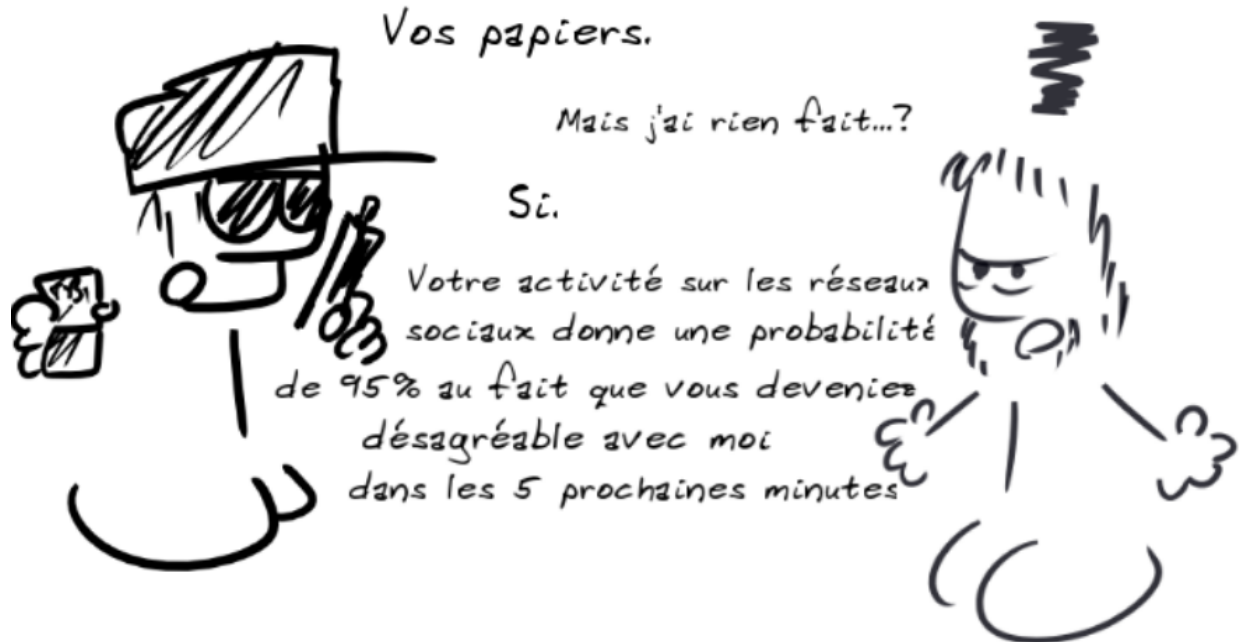 Vos papiers.
Mais j'ai rien fait...?
Si.
Votre activité sur les réseaux
sociaux donne une probabilité
de 95% au fait que vous deveniez
désagréable avec moi
dans les 5 prochaines minutes